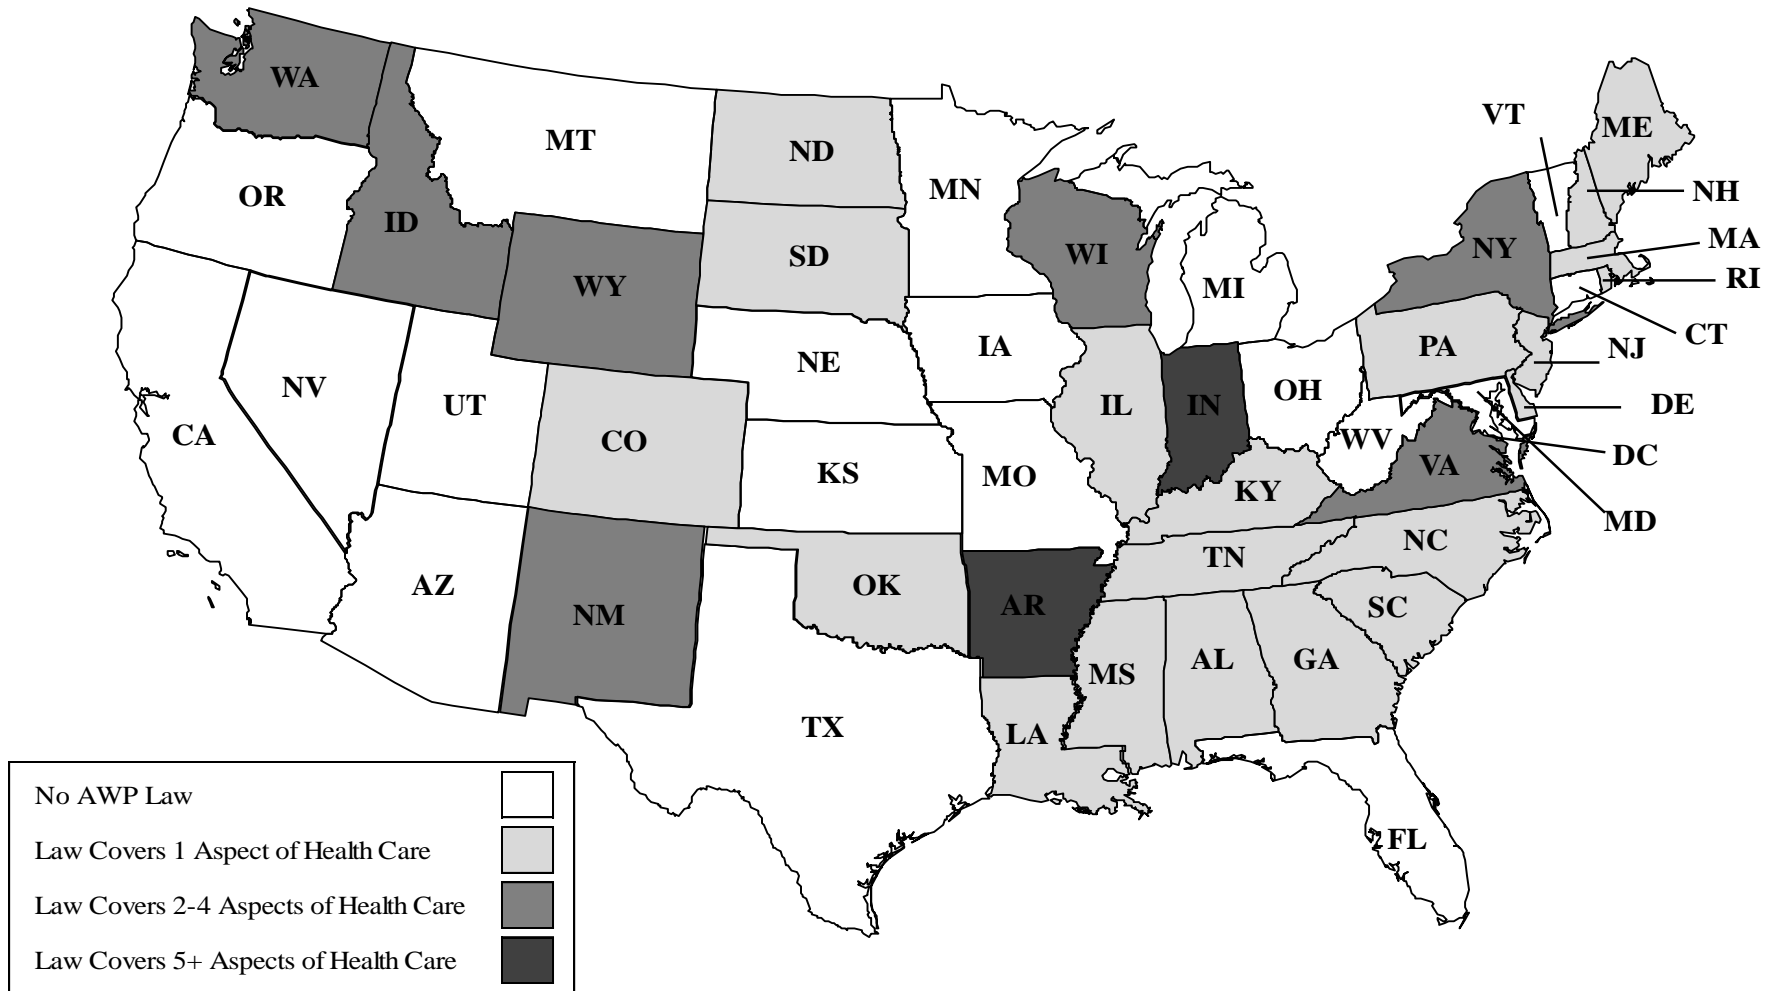 WA
MT
ND
MN
VT
ME
OR
ID
NH
SD
WI
NY
MA
WY
MI
RI
NE
IA
PA
NJ
CT
NV
UT
IL
IN
OH
DE
CA
CO
WV
DC
KS
MO
KY
VA
MD
AZ
NM
OK
AR
TN
NC
SC
MS
AL
GA
TX
LA
FL
No AWP Law
Law Covers 1 Aspect of Health Care
Law Covers 2-4 Aspects of Health Care
Law Covers 5+ Aspects of Health Care